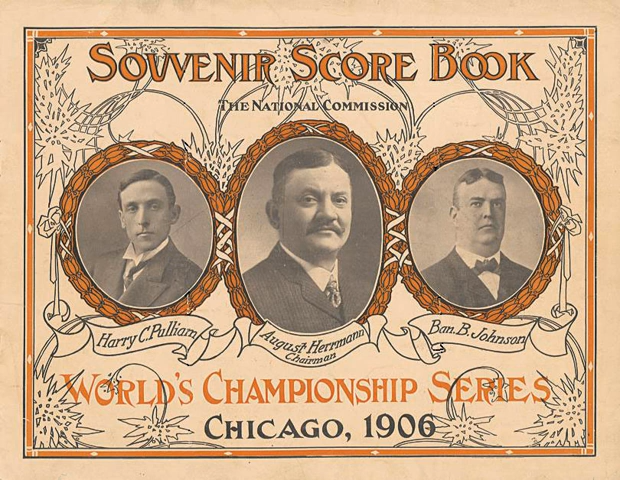 SOUVENIR SCORE BOOK
THE NATIONAL COMMISSION
Harry C. Pulliam
August Herrmann
Chairman
Ban. B. Johnson
WORLD'S CHAMPIONSHIP SERIES
CHICAGO, 1906